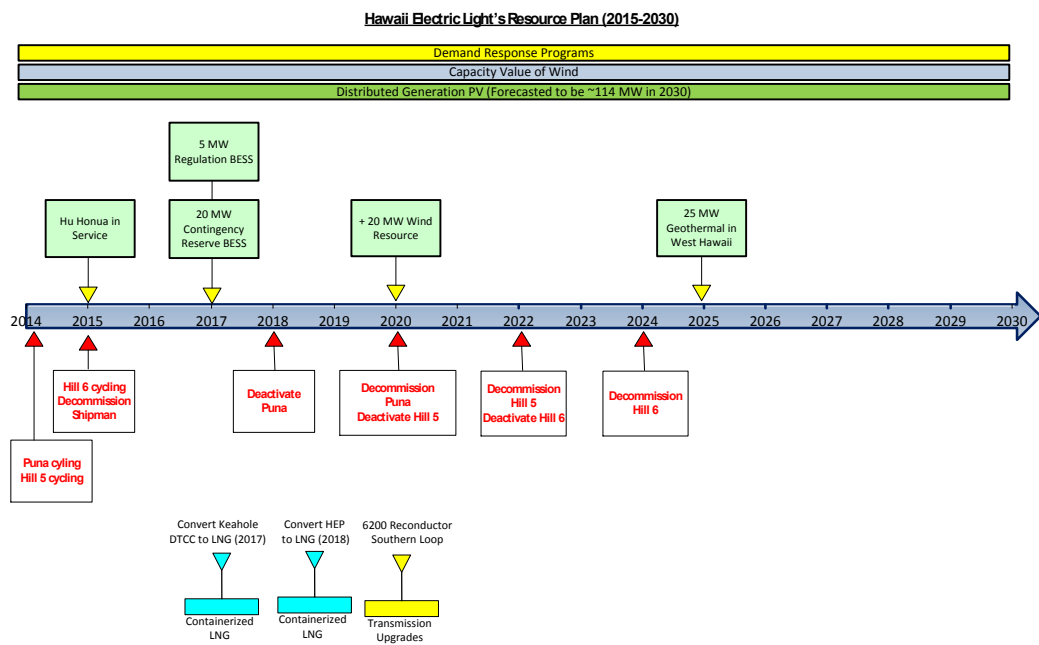 Hawaii Electric Light's Resource Plan (2015-2030)
Demand Response Programs
Capacity Value of Wind
Distributed Generation PV (Forecasted to be ~114 MW in 2030)
5 MW
Regulation BESS
Hu Honua in
Service
20 MW
Contingency
Reserve BESS
+ 20 MW Wind
Resource
25 MW
Geothermal in
West Hawaii
2014 2015 2016 2017 2018 2019 2020 2021 2022 2023 2024 2025 2026 2027 2028 2029 2030
Hill 6 cycling
Decommission
Shipman
Deactivate
Puna
Decommission
Puna
Deactivate Hill 5
Decommission
Hill 5
Deactivate Hill 6
Decommission
Hill 6
Puna cyling
Hill 5 cycling
Convert Keahole
DTCC to LNG (2017)
Convert HEP
to LNG (2018)
6200 Reconductor
Southern Loop
Containerized
LNG
Containerized
LNG
Transmission
Upgrades